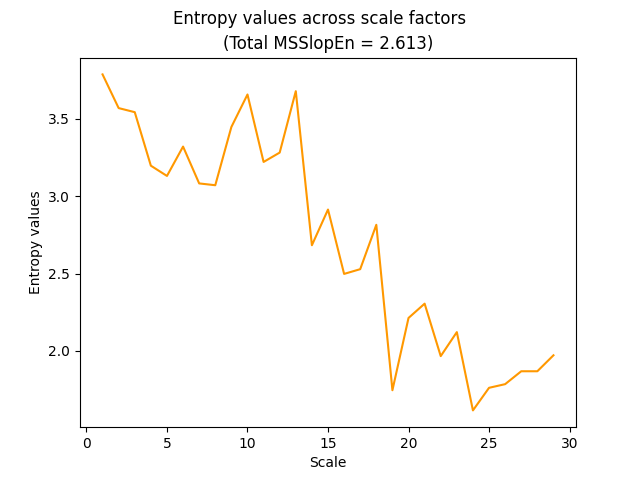 Entropy values across scale factors
(Total MSSlopEn = 2.613)
3.5
3.0
2.5
2.0
Entropy values
0 5 10 15 20 25 30
Scale